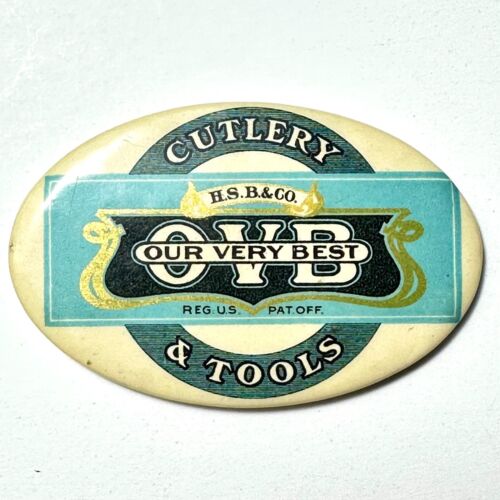 CUTLERY
H.S.B.&CO.
OVB
OUR VERY BEST
REG. U.S. PAT OFF.
& TOOLS